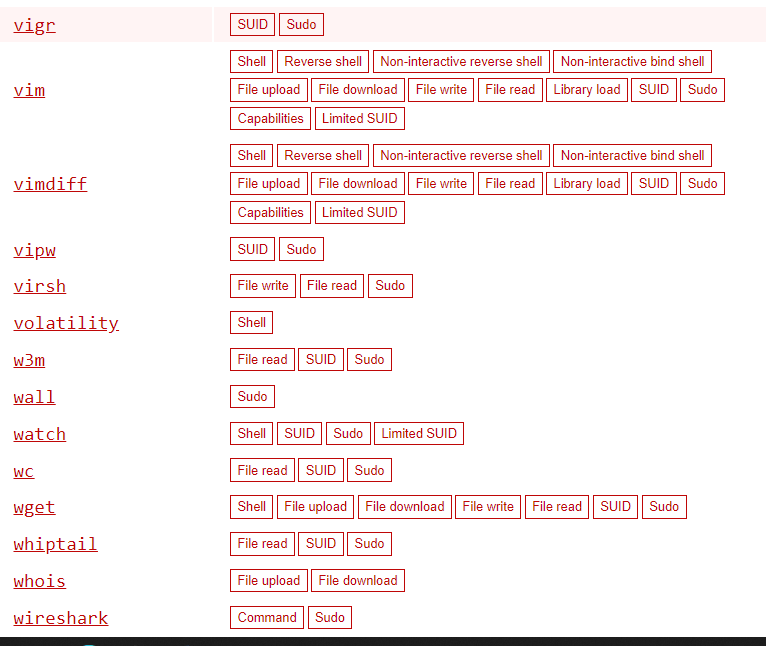 vigr SUID Sudo
Shell Reverse shell Non-interactive reverse shell Non-interactive bind shell
vim File upload File download File write File read Library load SUID Sudo
Capabilities Limited SUID
Shell Reverse shell Non-interactive reverse shell Non-interactive bind shell
vimdiff File upload File download File write File read Library load SUID Sudo
Capabilities Limited SUID
vipw SUID Sudo
virsh File write File read Sudo
volatility Shell
w3m File read SUID Sudo
wall Sudo
watch Shell SUID Sudo Limited SUID
wc File read SUID Sudo
wget Shell File upload File download File write File read SUID Sudo
whiptail File read SUID Sudo
whois File upload File download
wireshark Command Sudo